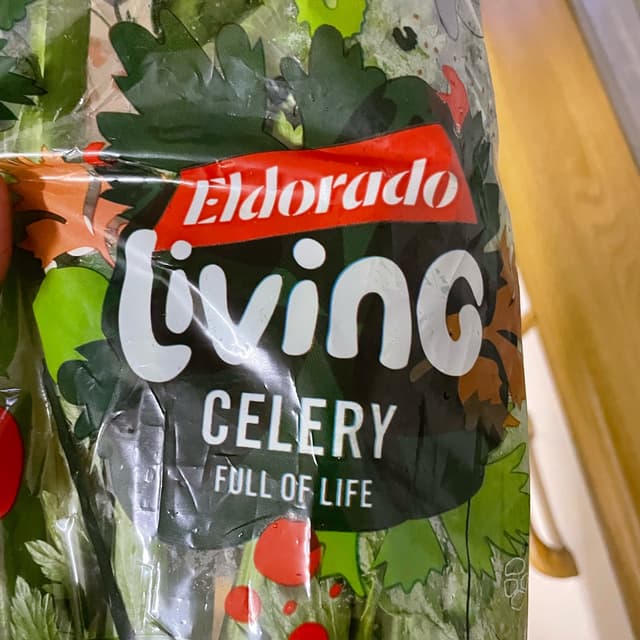 Eldorado
LiVinG
CELERY
FULL OF LIFE